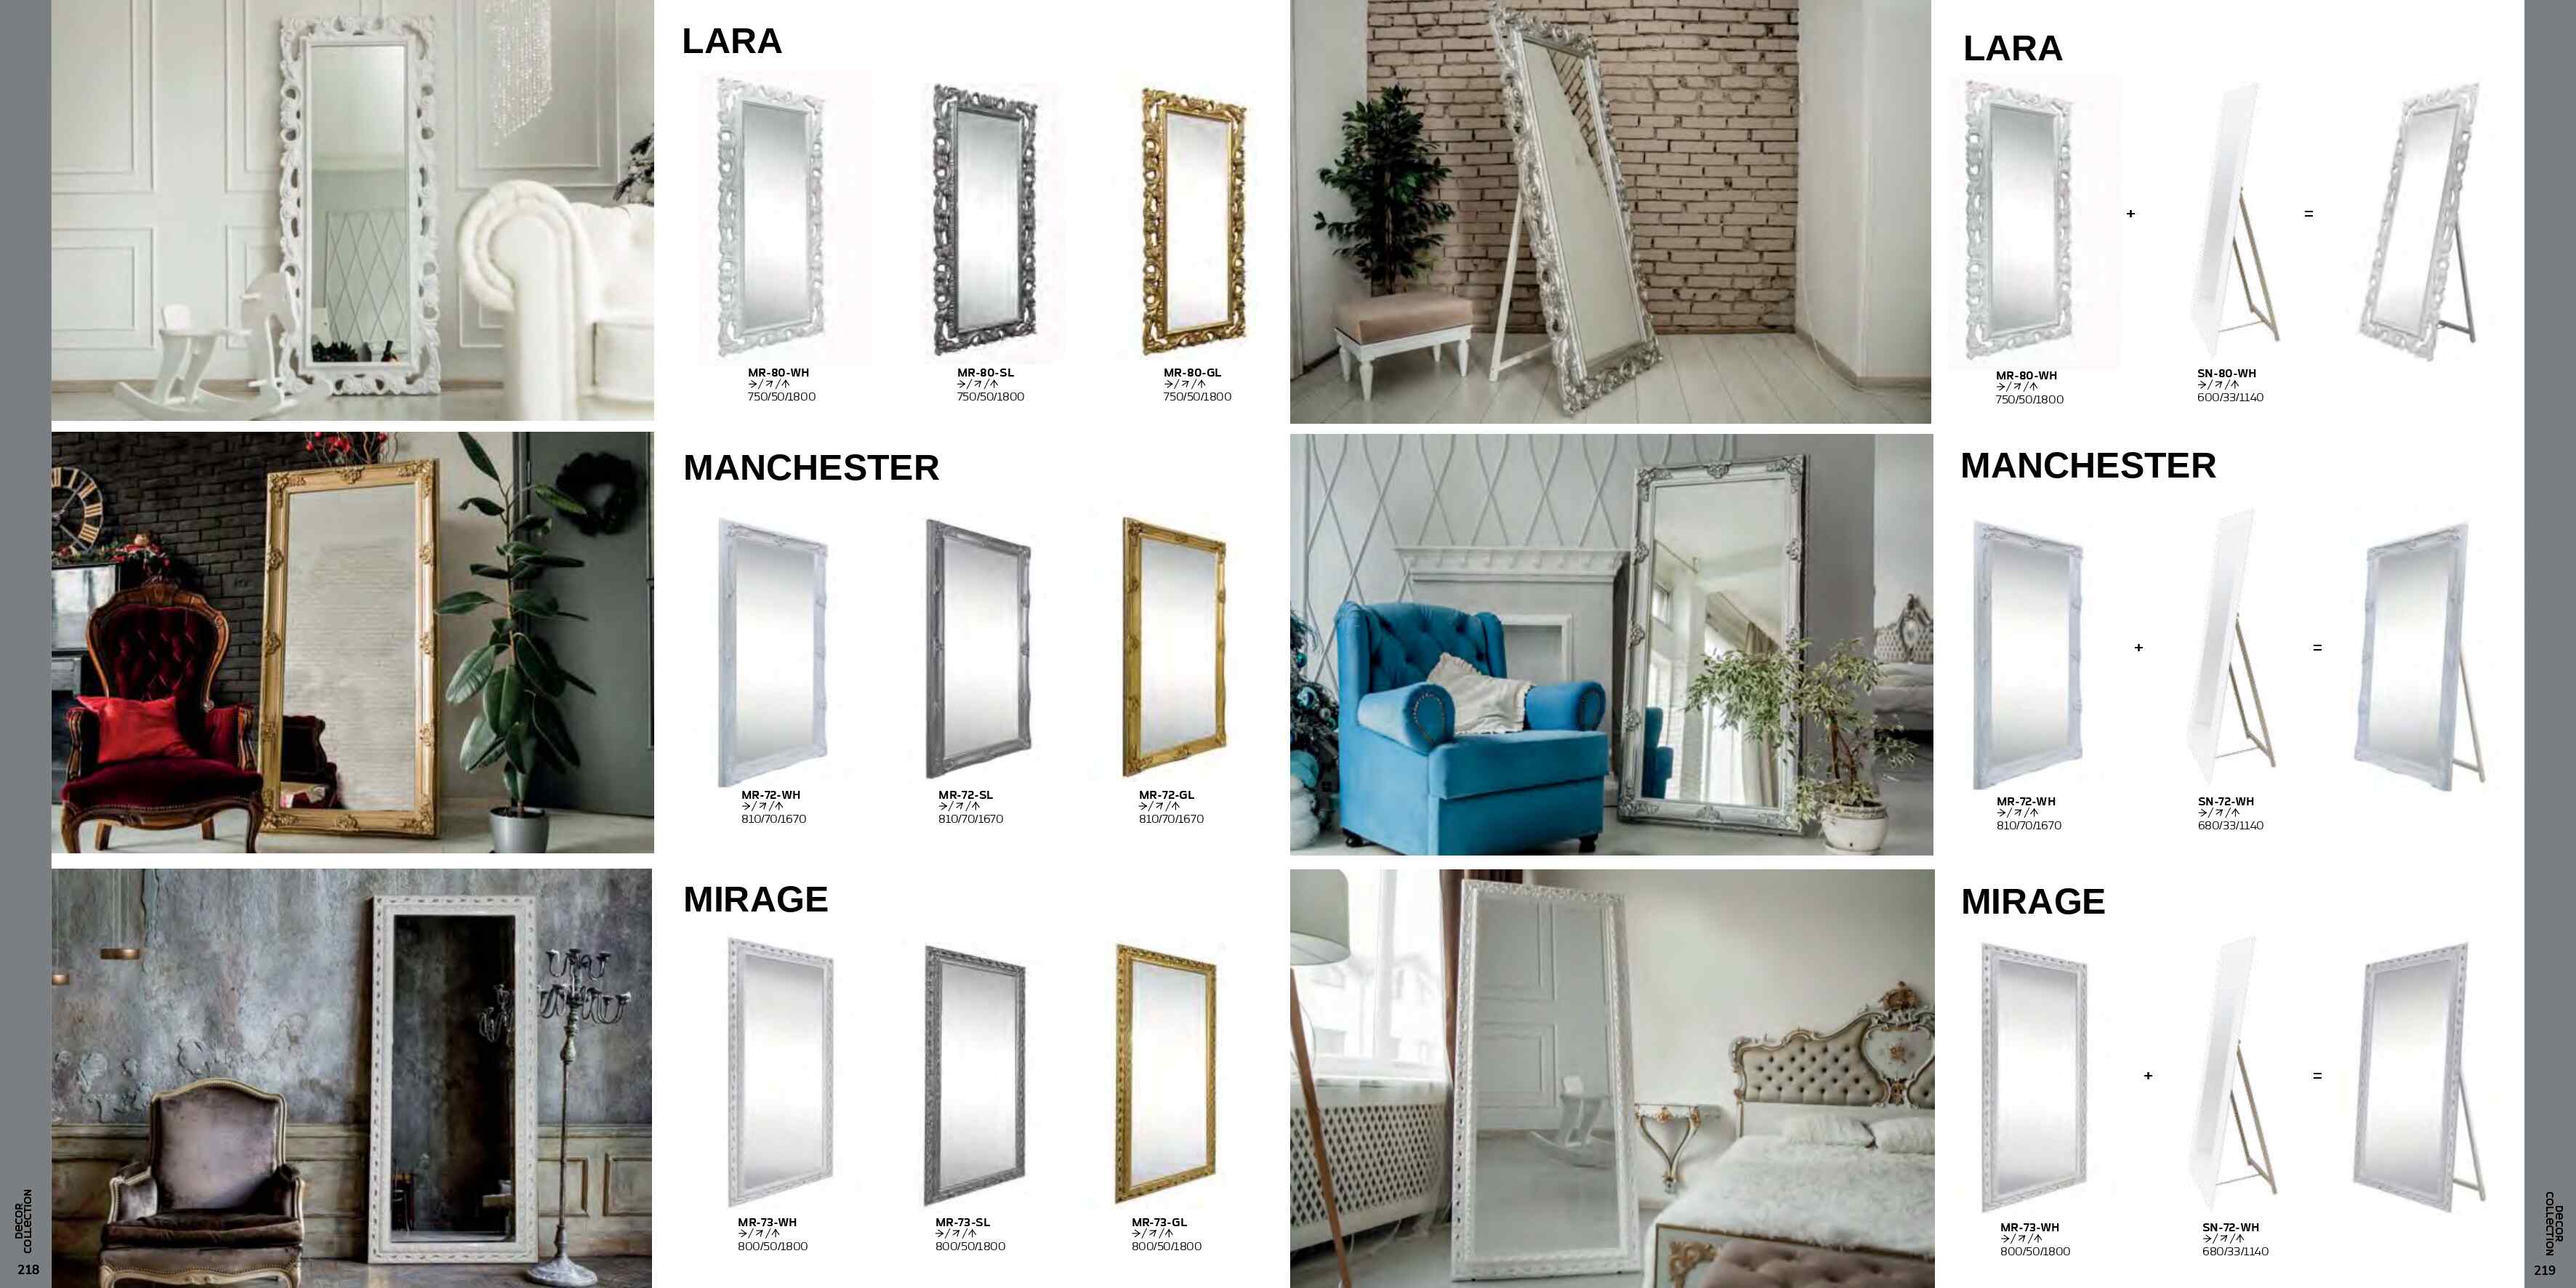 LARA
MR-80-WH
→/↗/↑
750/50/1800
MR-80-SL
→/↗/↑
750/50/1800
MR-80-GL
→/↗/↑
750/50/1800
MANCHESTER
MR-72-WH
→/↗/↑
810/70/1670
MR-72-SL
→/↗/↑
810/70/1670
MR-72-GL
→/↗/↑
810/70/1670
MIRAGE
MR-73-WH
→/↗/↑
800/50/1800
MR-73-SL
→/↗/↑
800/50/1800
MR-73-GL
→/↗/↑
800/50/1800
DECOR
COLLECTION
218
LARA
+
=
MR-80-WH
→/↗/↑
750/50/1800
SN-80-WH
→/↗/↑
600/33/1140
MANCHESTER
+
=
MR-72-WH
→/↗/↑
810/70/1670
SN-72-WH
→/↗/↑
680/33/1140
MIRAGE
+
=
MR-73-WH
→/↗/↑
800/50/1800
SN-72-WH
→/↗/↑
680/33/1140
DECOR
COLLECTION
219